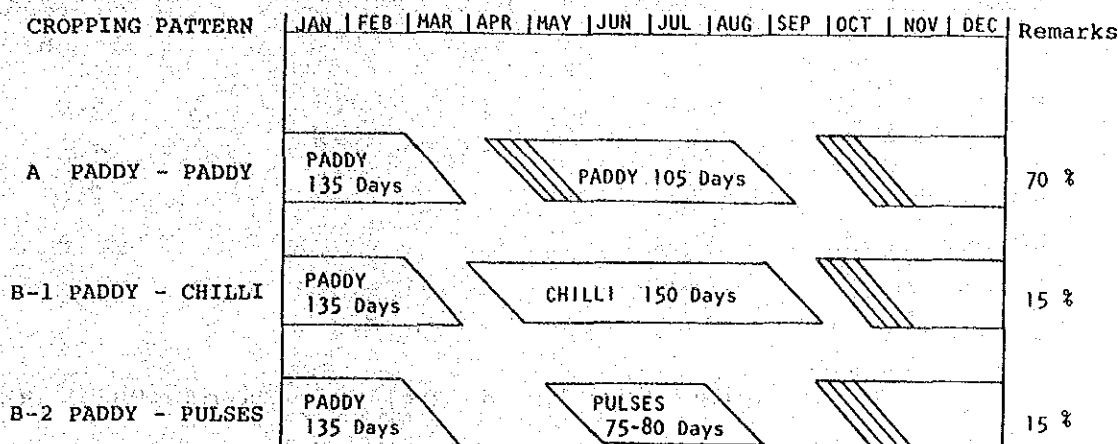 CROPPING PATTERN JAN | FEB | MAR | APR | MAY | JUN | JUL | AUG | SEP | OCT | NOV | DEC Remarks
PADDY
A PADDY - PADDY 135 Days PADDY 105 Days 70 %
PADDY
B-1 PADDY - CHILLI 135 Days CHILLI 150 Days 15 %
PADDY PULSES
B-2 PADDY - PULSES 135 Days 75-80 Days 15 %